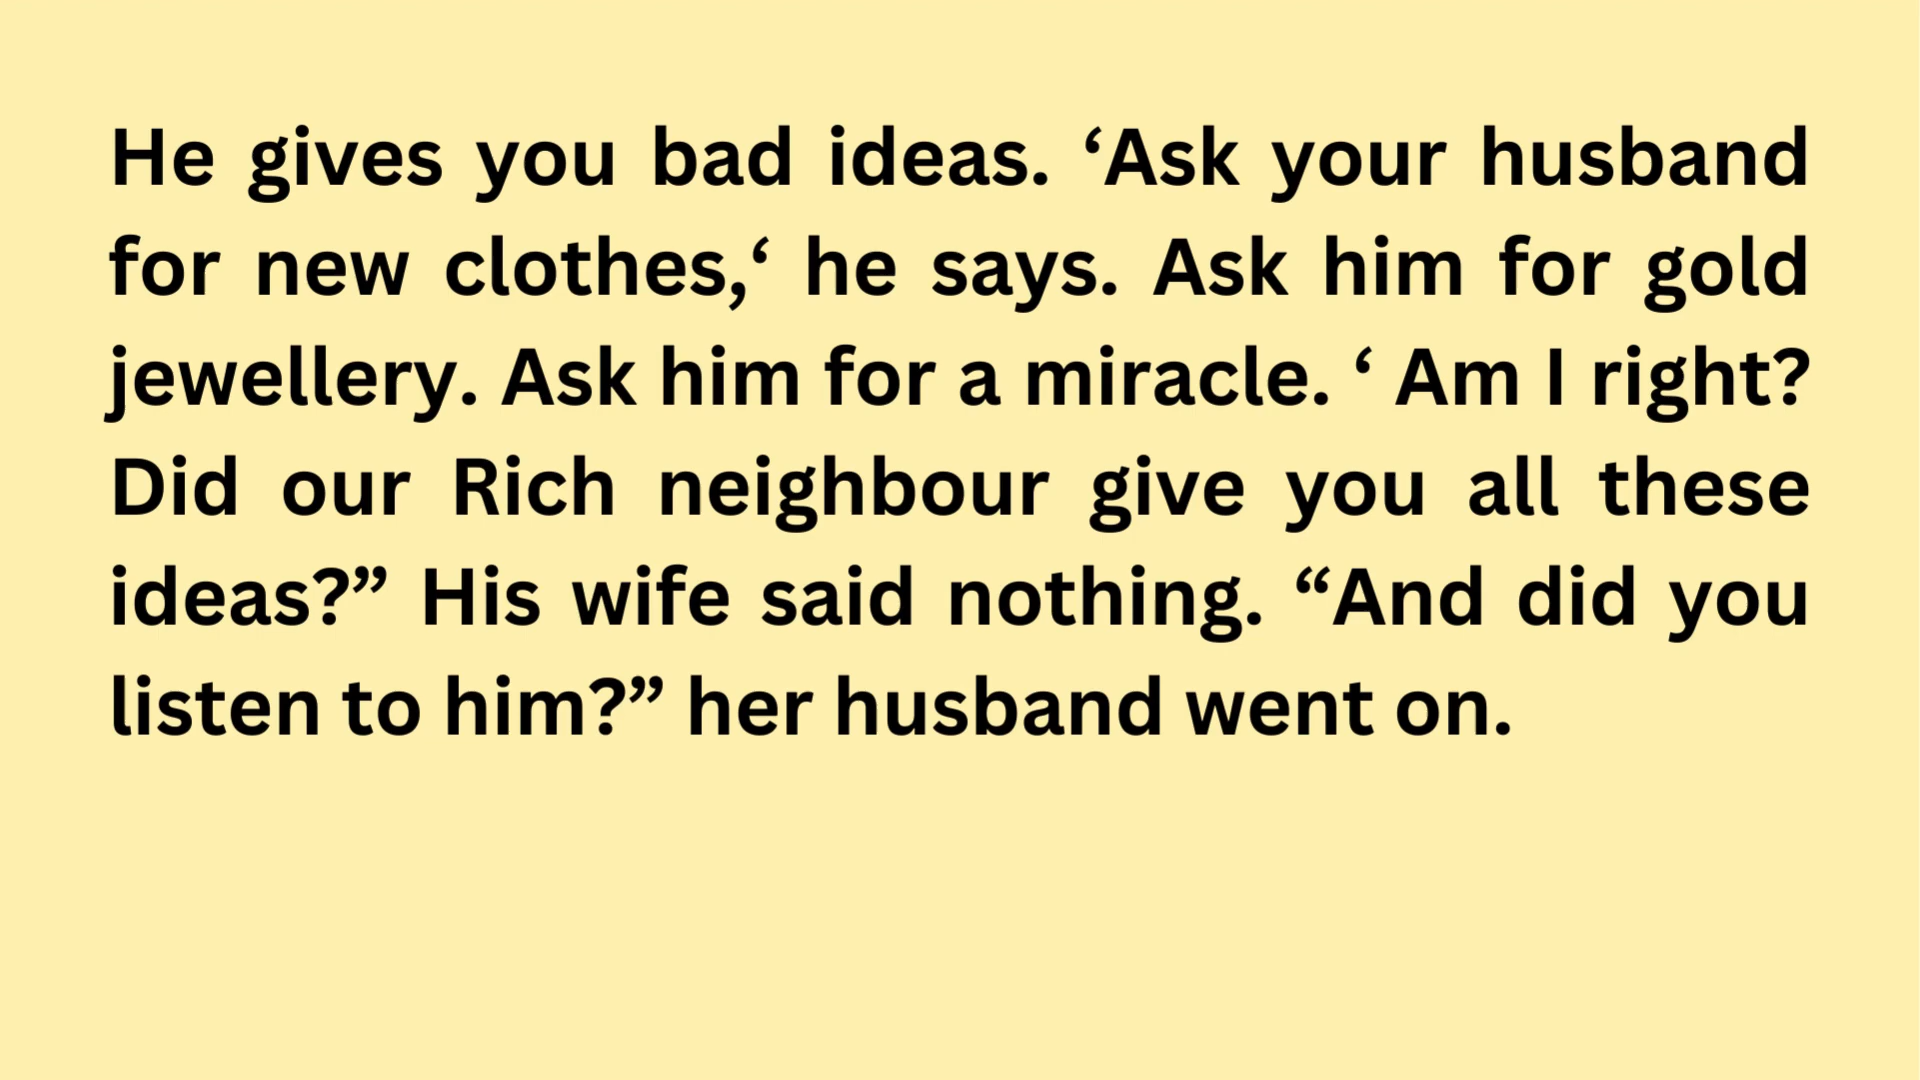 He gives you bad ideas. ‘Ask your husband
for new clothes,‘ he says. Ask him for gold
jewellery. Ask him for a miracle. ‘ Am I right?
Did our Rich neighbour give you all these
ideas?” His wife said nothing. “And did you
listen to him?” her husband went on.